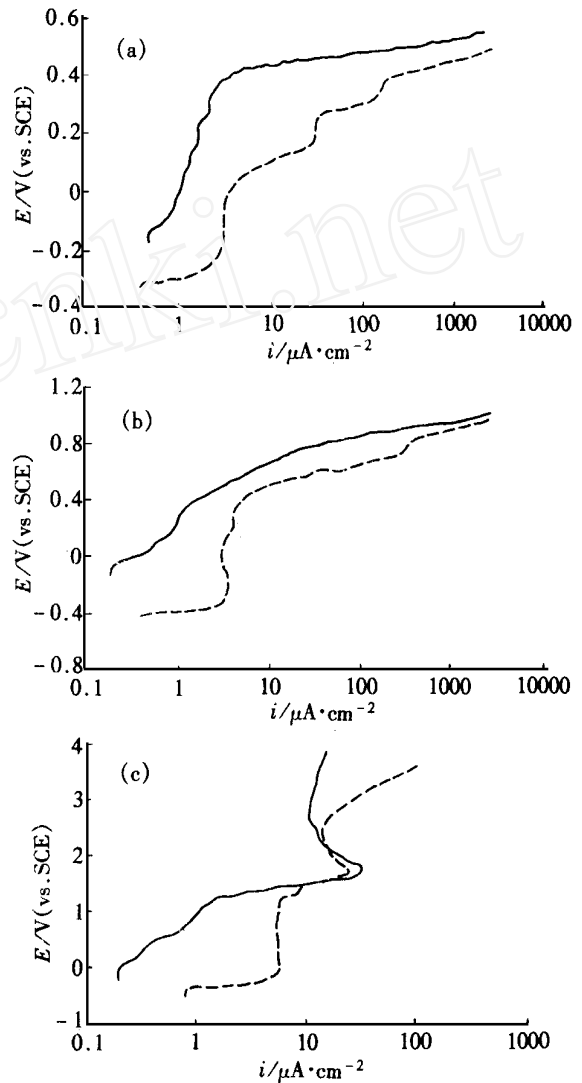 (a)
E/V(vs.SCE)
0.6
0.4
0.2
0
-0.2
-0.4
0.1 1 10 100 1000 10000
i/μA·cm⁻²
cnki.net
(b)
E/V(vs.SCE)
1.2
0.8
0.4
0
-0.4
-0.8
0.1 1 10 100 1000 10000
i/μA·cm⁻²
(c)
E/V(vs.SCE)
4
3
2
1
0
-1
0.1 1 10 100 1000
i/μA·cm⁻²